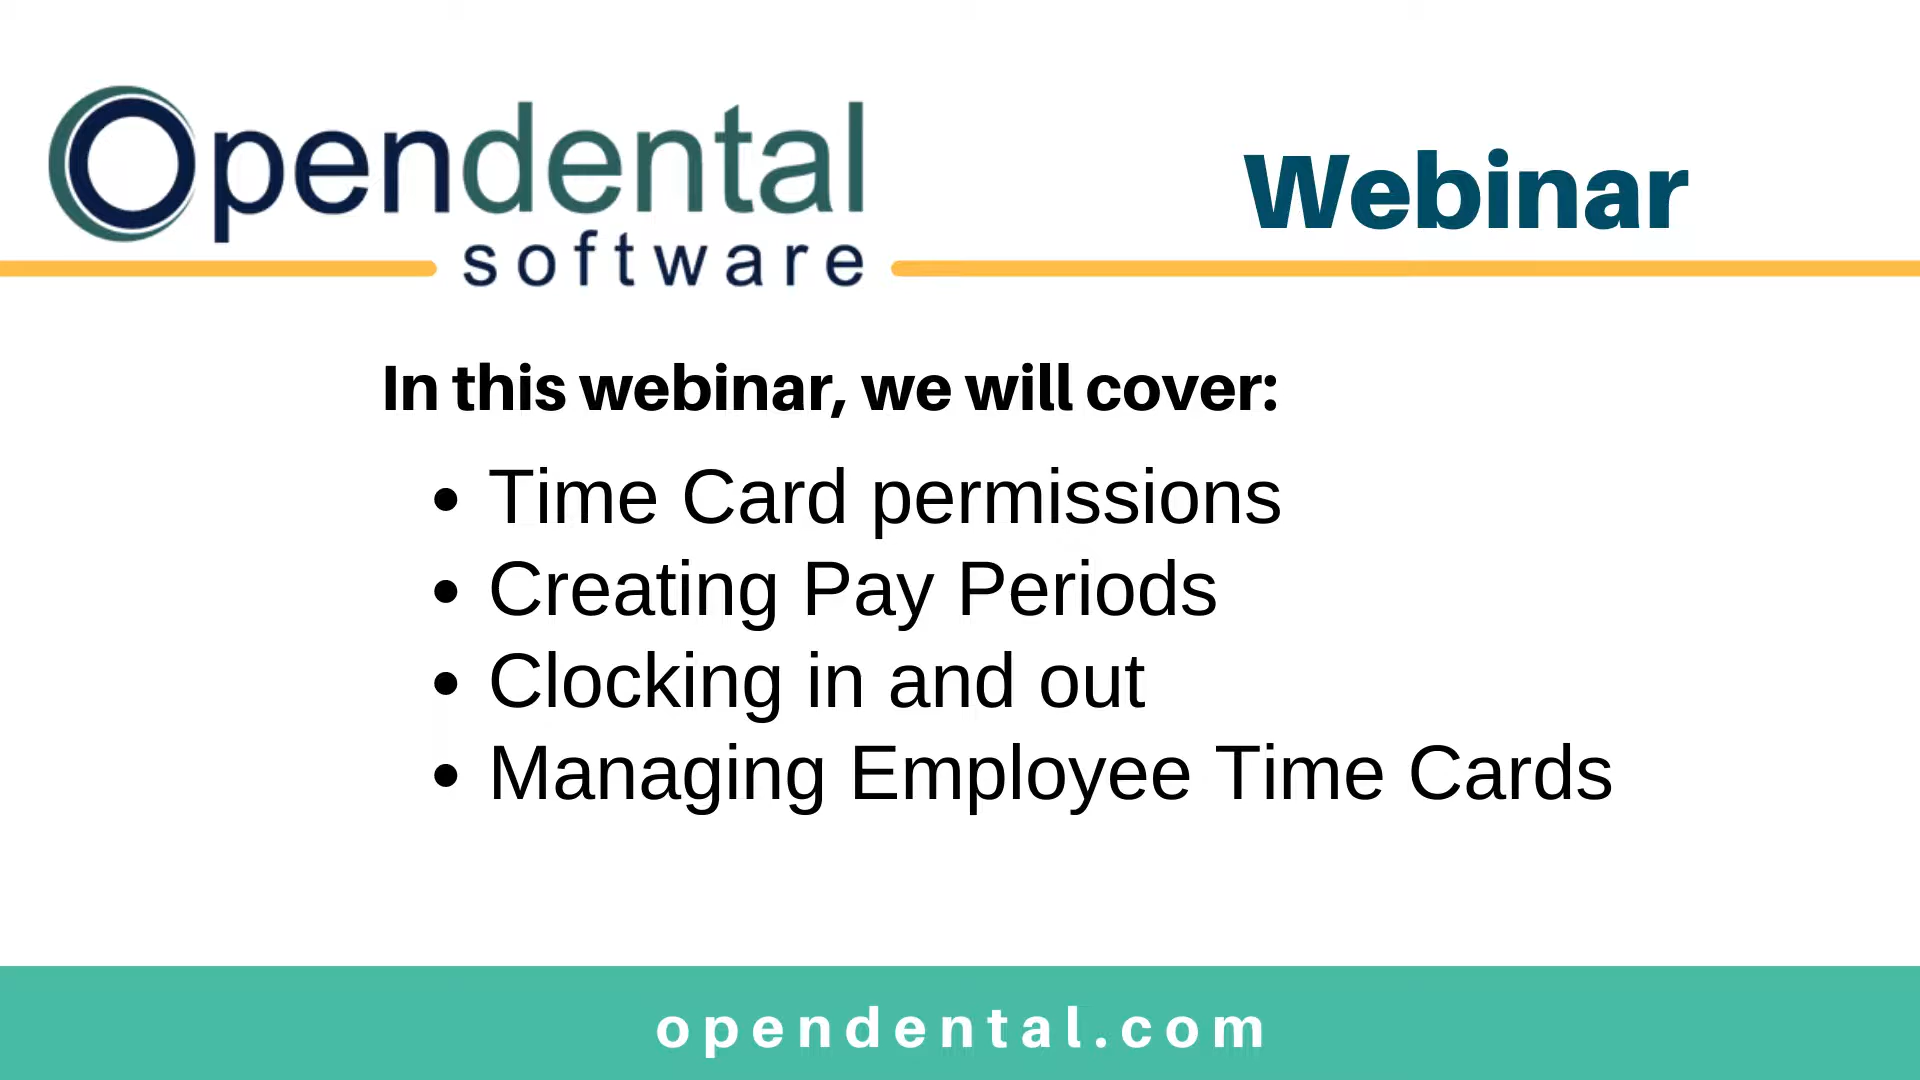 Opendental
software
Webinar
In this webinar, we will cover:
• Time Card permissions
• Creating Pay Periods
• Clocking in and out
• Managing Employee Time Cards
opendental.com